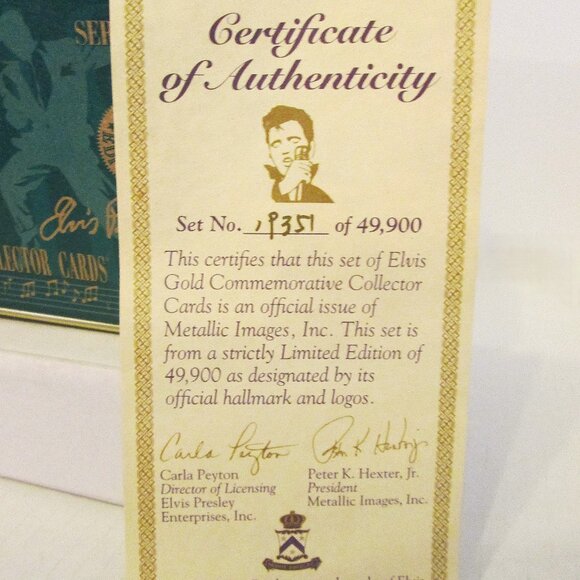 SER
Elvis
LECTOR CARDS
Certificate
of Authenticity
Set No. 19351 of 49,900
This certifies that this set of Elvis
Gold Commemorative Collector
Cards is an official issue of
Metallic Images, Inc. This set is
from a strictly Limited Edition of
49,900 as designated by its
official hallmark and logos.
Carla Peyton
Carla Peyton
Director of Licensing
Elvis Presley
Enterprises, Inc.
Peter K. Hexter, Jr.
President
Metallic Images, Inc.